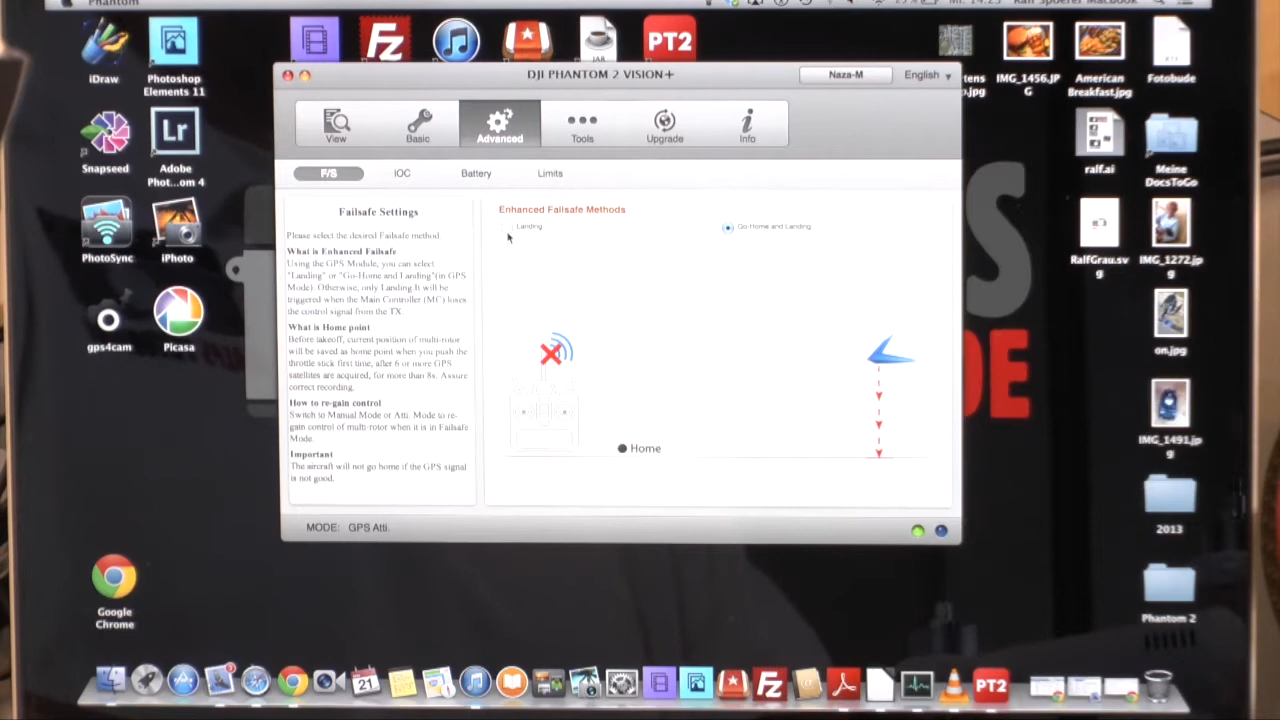 Phantom
iDraw
Photoshop
Elements 11
Fz
JAR
PT2
IMG_1456.JP
G
American
Breakfast.jpg
Fotobude
DJI PHANTOM 2 VISION+
Naza-M
English
View
Basic
Advanced
Tools
Upgrade
Info
Snapseed
Lr
Adobe
Phot...om 4
ralf.ai
Meine
DocsToGo
F/S
IOC
Battery
Limits
Failsafe Settings
Please select the desired Failsafe method
What is Enhanced Failsafe
Using the GPS Module, you can select
"Landing" or "Go-Home and Landing"(in GPS
Mode). Otherwise, only Landing It will be
triggered when the Main Controller (MC) loses
the control signal from the TX.
What is Home point
Before takeoff, current position of multi-rotor
will be saved as home point when you push the
throttle stick first time, after 6 or more GPS
satellites are acquired, for more than 8s. Assure
correct recording.
How to re-gain control
Switch to Manual Mode or Atti. Mode to re-
gain control of multi-rotor when it is in Failsafe
Mode.
Important
The aircraft will not go home if the GPS signal
is not good.
Enhanced Failsafe Methods
Landing
Go-Home and Landing
Home
MODE: GPS Atti.
PhotoSync
iPhoto
RalfGrau.sv
g
IMG_1272.jp
g
gps4cam
Picasa
on.jpg
IMG_1491.jp
g
2013
Google
Chrome
Phantom 2
21
Fz
PT2